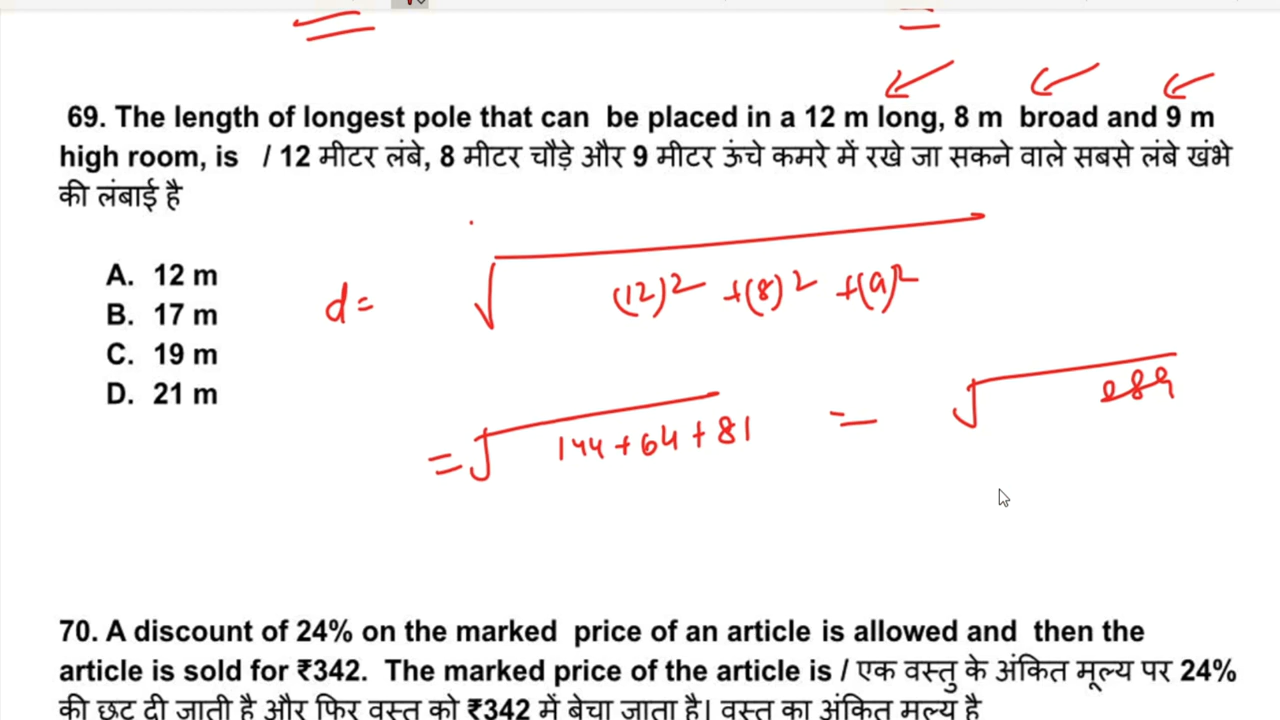 69. The length of longest pole that can be placed in a 12 m long, 8 m broad and 9 m
high room, is / 12 मीटर लंबे, 8 मीटर चौड़े और 9 मीटर ऊंचे कमरे में रखे जा सकने वाले सबसे लंबे खंभे
की लंबाई है
A. 12 m
B. 17 m
C. 19 m
D. 21 m
d = √(12)² + (8)² + (9)²
= √144 + 64 + 81 = √289
70. A discount of 24% on the marked price of an article is allowed and then the
article is sold for ₹342. The marked price of the article is / एक वस्तु के अंकित मूल्य पर 24%
की छूट दी जाती है और फिर वस्तु को ₹342 में बेचा जाता है। वस्तु का अंकित मूल्य है